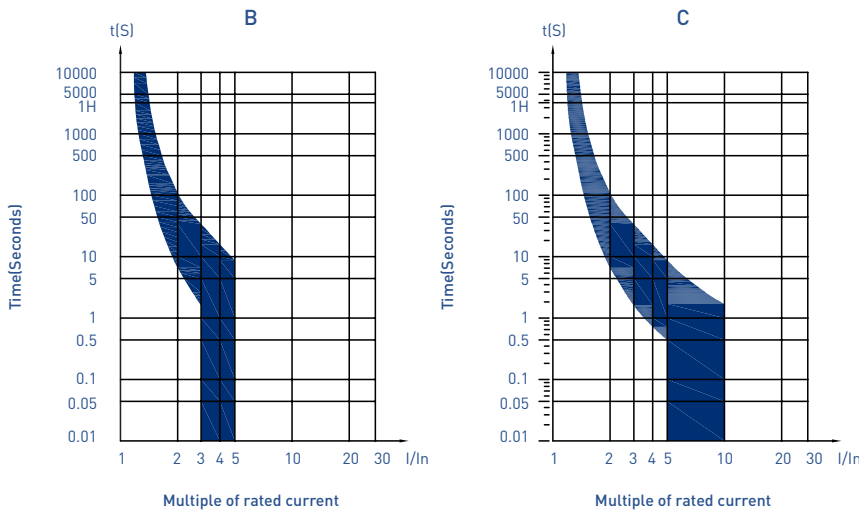 B
t(S)
10000
5000
1H
1000
500
100
50
10
5
1
0.5
0.1
0.05
0.01
Time(Seconds)
1 2 3 4 5 10 20 30 I/In
Multiple of rated current
C
t(S)
10000
5000
1H
1000
500
100
50
10
5
1
0.5
0.1
0.05
0.01
Time(Seconds)
1 2 3 4 5 10 20 30 I/In
Multiple of rated current